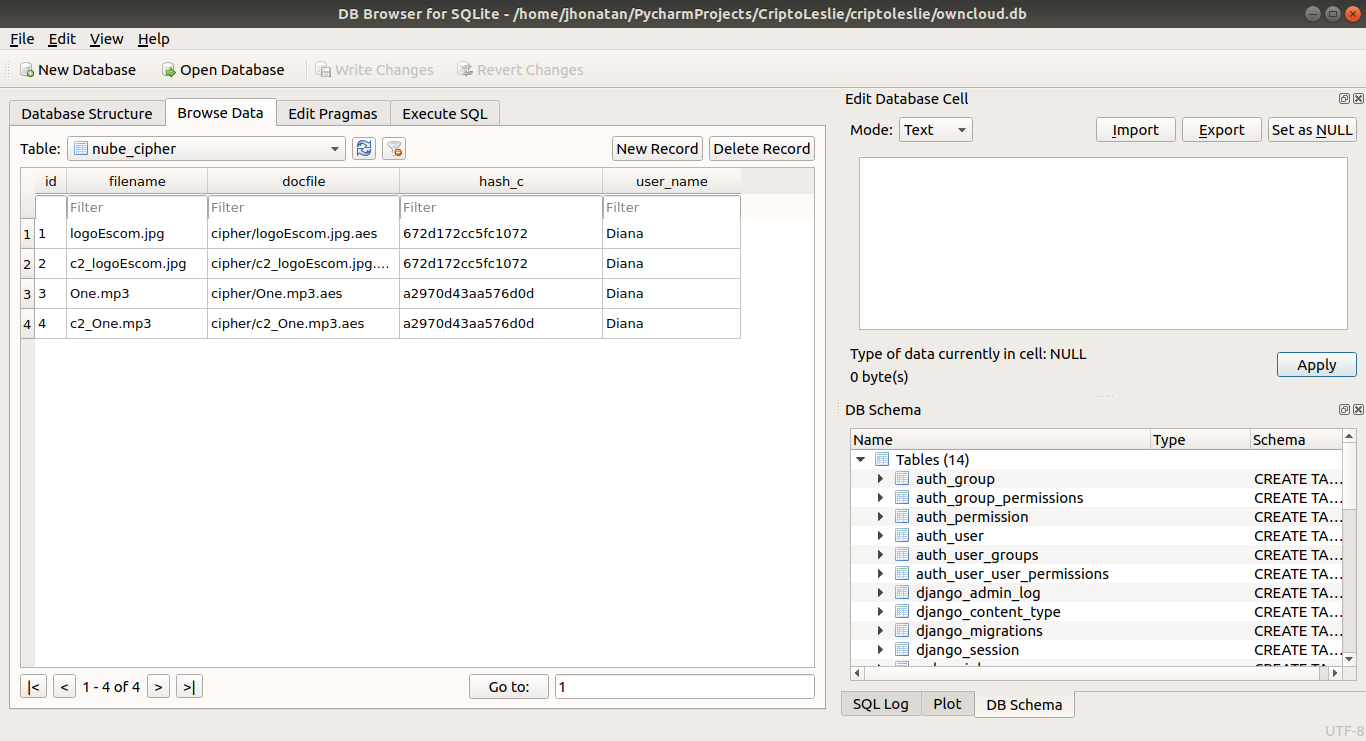 DB Browser for SQLite - /home/jhonatan/PycharmProjects/CriptoLeslie/criptoleslie/owncloud.db
File Edit View Help
New Database Open Database Write Changes Revert Changes
Database Structure Browse Data Edit Pragmas Execute SQL
Table: nube_cipher New Record Delete Record
id filename docfile hash_c user_name
Filter Filter Filter Filter
1 1 logoEscom.jpg cipher/logoEscom.jpg.aes 672d172cc5fc1072 Diana
2 2 c2_logoEscom.jpg cipher/c2_logoEscom.jpg.... 672d172cc5fc1072 Diana
3 3 One.mp3 cipher/One.mp3.aes a2970d43aa576d0d Diana
4 4 c2_One.mp3 cipher/c2_One.mp3.aes a2970d43aa576d0d Diana
|< < 1 - 4 of 4 > >| Go to: 1
Edit Database Cell
Mode: Text Import Export Set as NULL
Type of data currently in cell: NULL
0 byte(s)
Apply
DB Schema
Name Type Schema
Tables (14)
auth_group CREATE TA...
auth_group_permissions CREATE TA...
auth_permission CREATE TA...
auth_user CREATE TA...
auth_user_groups CREATE TA...
auth_user_user_permissions CREATE TA...
django_admin_log CREATE TA...
django_content_type CREATE TA...
django_migrations CREATE TA...
django_session CREATE TA...
SQL Log Plot DB Schema
UTF-8